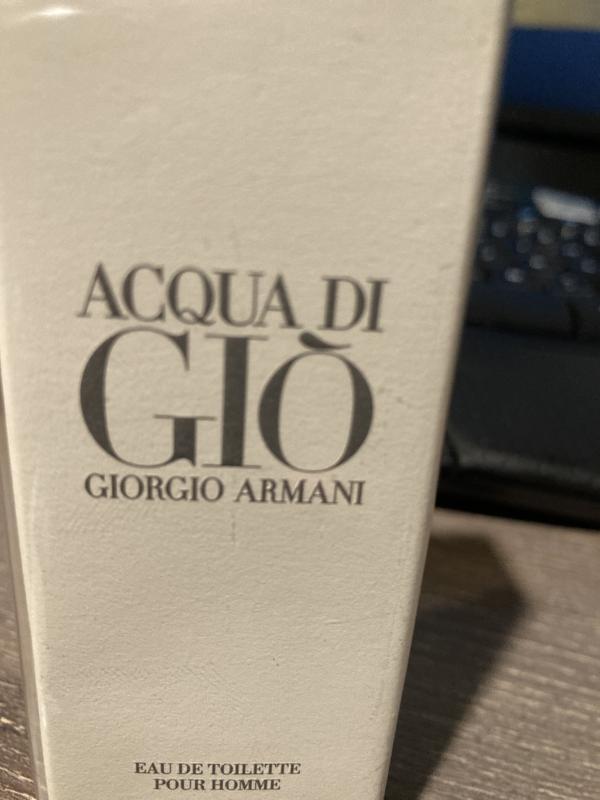 ACQUA DI
GIÒ
GIORGIO ARMANI
EAU DE TOILETTE
POUR HOMME